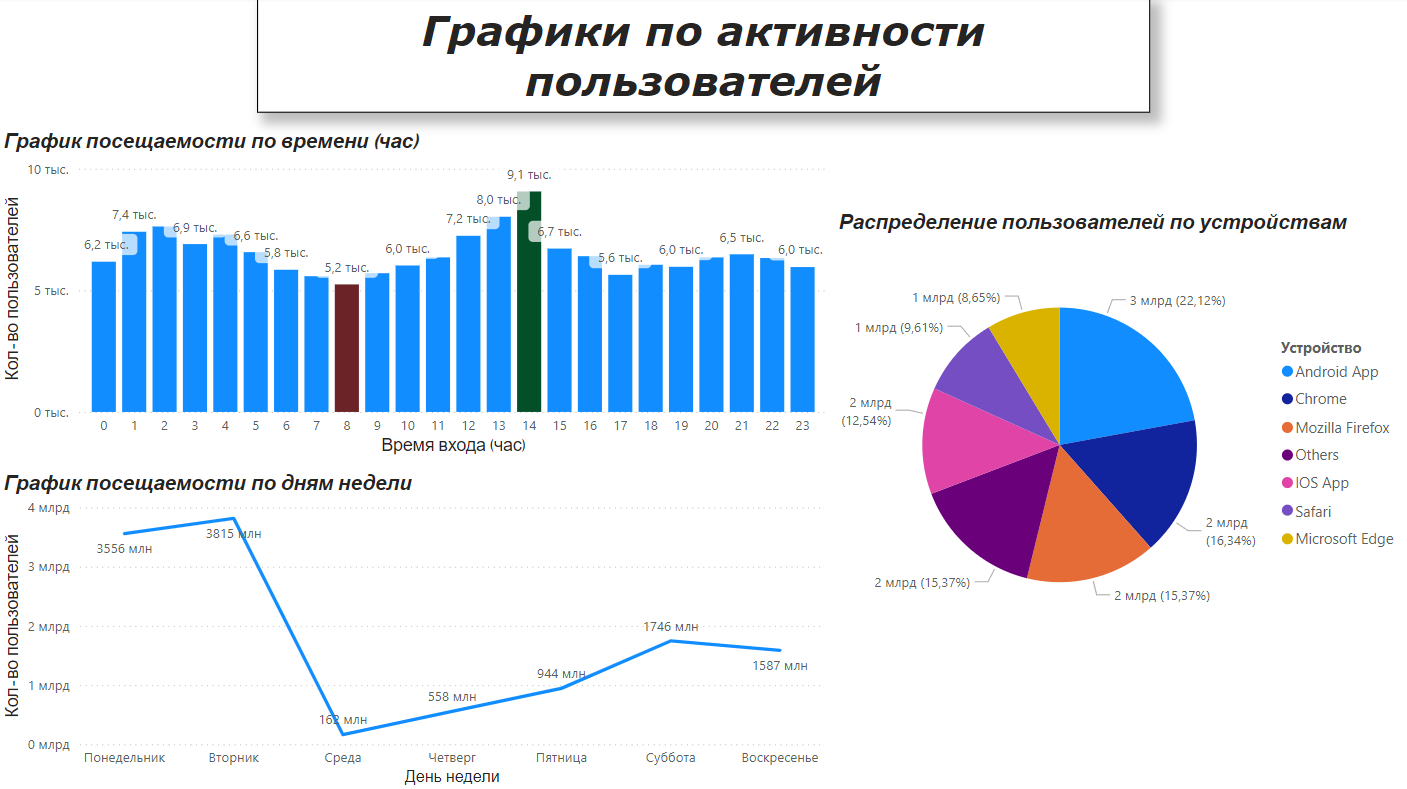 Графики по активности
пользователей
График посещаемости по времени (час)
Кол-во пользователей
10 тыс.
5 тыс.
0 тыс.
6,2 тыс.
7,4 тыс.
6,9 тыс.
6,6 тыс.
5,8 тыс.
5,2 тыс.
6,0 тыс.
7,2 тыс.
8,0 тыс.
9,1 тыс.
6,7 тыс.
5,6 тыс.
6,0 тыс.
6,5 тыс.
6,0 тыс.
0 1 2 3 4 5 6 7 8 9 10 11 12 13 14 15 16 17 18 19 20 21 22 23
Время входа (час)
График посещаемости по дням недели
Кол-во пользователей
4 млрд
3 млрд
2 млрд
1 млрд
0 млрд
3556 млн
3815 млн
162 млн
558 млн
944 млн
1746 млн
1587 млн
Понедельник Вторник Среда Четверг Пятница Суббота Воскресенье
День недели
Распределение пользователей по устройствам
3 млрд (22,12%)
2 млрд
(16,34%)
2 млрд (15,37%)
2 млрд (15,37%)
2 млрд
(12,54%)
1 млрд (9,61%)
1 млрд (8,65%)
Устройство
Android App
Chrome
Mozilla Firefox
Others
IOS App
Safari
Microsoft Edge